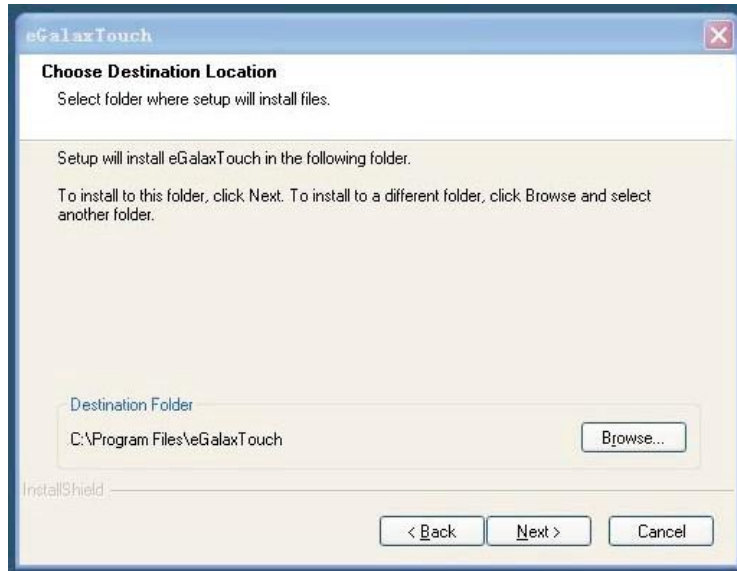 eGalaxTouch
Choose Destination Location
Select folder where setup will install files.
Setup will install eGalaxTouch in the following folder.
To install to this folder, click Next. To install to a different folder, click Browse and select
another folder.
Destination Folder
C:\Program Files\eGalaxTouch
Browse...
InstallShield
< Back
Next >
Cancel